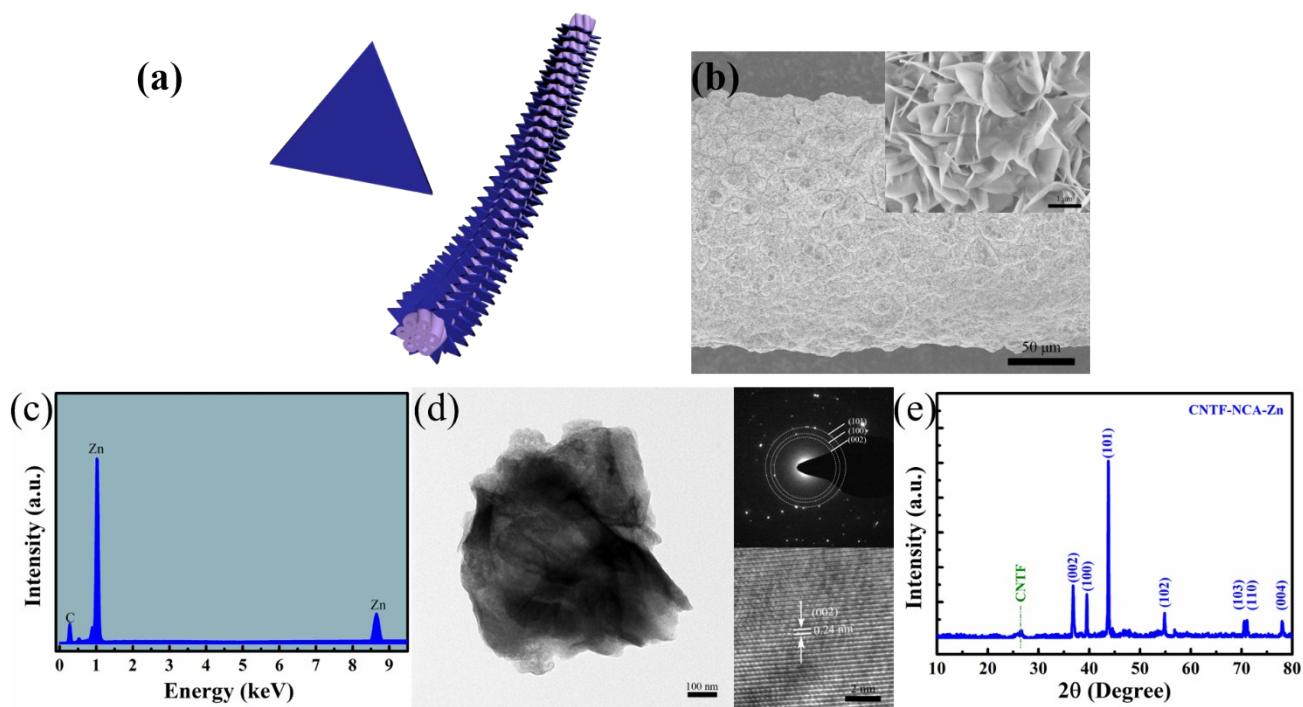 (a)
(b)
1 μm
50 μm
(c)
Intensity (a.u.)
C
Zn
Zn
0 1 2 3 4 5 6 7 8 9
Energy (keV)
(d)
100 nm
(101)
(100)
(002)
(002)
0.24 nm
2 nm
(e)
Intensity (a.u.)
CNTF-NCA-Zn
CNTF
(002)
(100)
(101)
(102)
(103)
(110)
(004)
10 20 30 40 50 60 70 80
2θ (Degree)